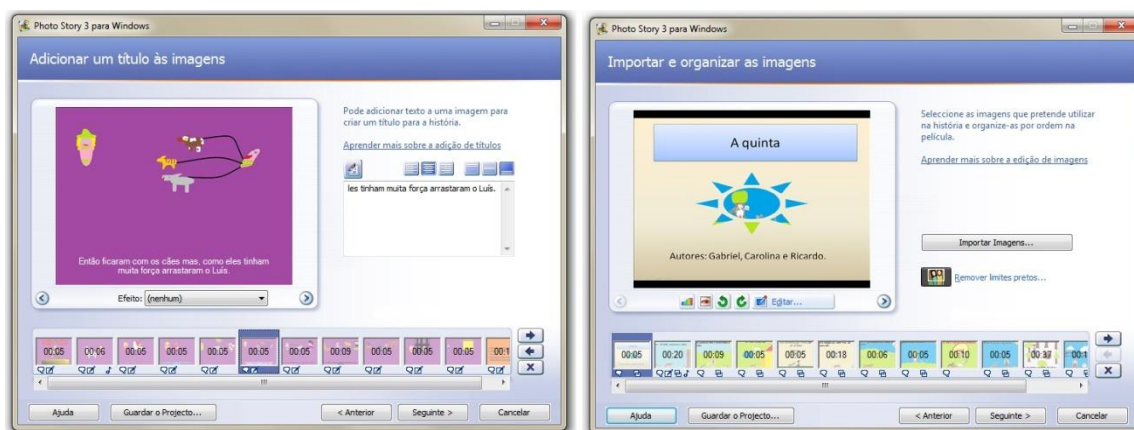 Photo Story 3 para Windows
Adicionar um título às imagens
Pode adicionar texto a uma imagem para
criar um título para a história.
Aprender mais sobre a adição de títulos
les tinham muita força arrastaram o Luís.
Então ficaram com os cães mas, como eles tinham
muita força arrastaram o Luís.
Efeito: (nenhum)
00:05 00:06 00:05 00:05 00:05 00:05 00:05 00:09 00:05 00:05 00:05 00:1
Ajuda Guardar o Projecto... < Anterior Seguinte > Cancelar
Photo Story 3 para Windows
Importar e organizar as imagens
A quinta
Autores: Gabriel, Carolina e Ricardo.
Seleccione as imagens que pretende utilizar
na história e organize-as por ordem na
película.
Aprender mais sobre a edição de imagens
Importar Imagens...
Remover limites pretos...
Editar...
00:05 00:20 00:09 00:05 00:05 00:18 00:06 00:05 00:10 00:05 00:37 00:1
Ajuda Guardar o Projecto... < Anterior Seguinte > Cancelar